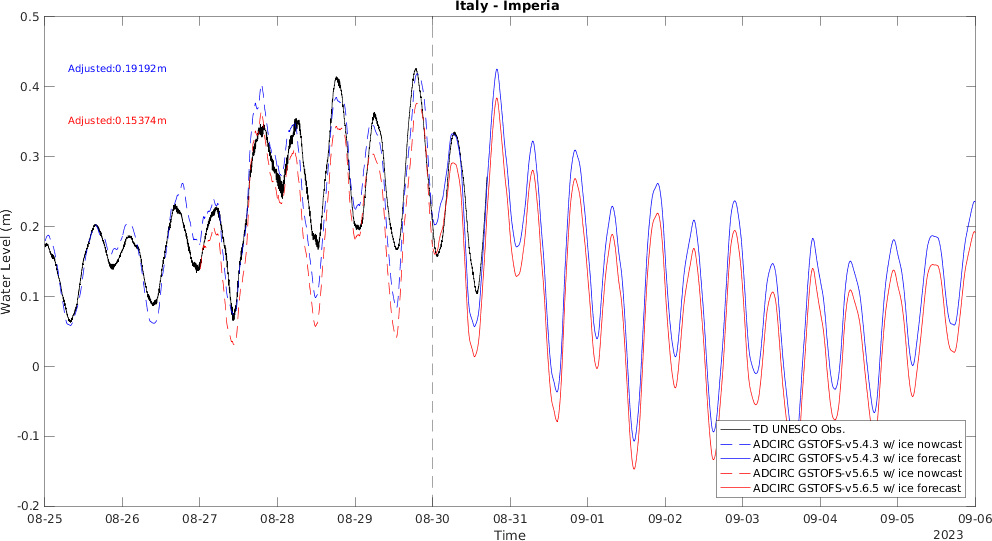 Italy - Imperia
Adjusted:0.19192m
Adjusted:0.15374m
Water Level (m)
0.5
0.4
0.3
0.2
0.1
0
-0.1
-0.2
TD UNESCO Obs.
ADCIRC GSTOFS-v5.4.3 w/ ice nowcast
ADCIRC GSTOFS-v5.4.3 w/ ice forecast
ADCIRC GSTOFS-v5.6.5 w/ ice nowcast
ADCIRC GSTOFS-v5.6.5 w/ ice forecast
08-25 08-26 08-27 08-28 08-29 08-30 08-31 09-01 09-02 09-03 09-04 09-05 09-06
Time
2023